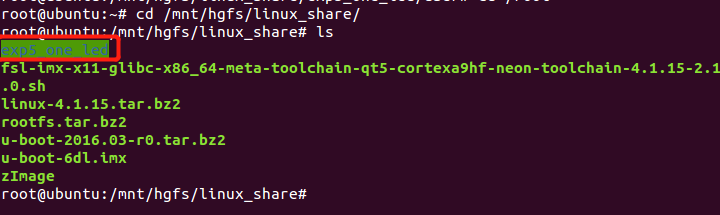 root@ubuntu:~# cd /mnt/hgfs/linux_share/
root@ubuntu:/mnt/hgfs/linux_share# ls
exp5_one_led
fsl-imx-x11-glibc-x86_64-meta-toolchain-qt5-cortexa9hf-neon-toolchain-4.1.15-2.1
.0.sh
linux-4.1.15.tar.bz2
rootfs.tar.bz2
u-boot-2016.03-r0.tar.bz2
u-boot-6dl.imx
zImage
root@ubuntu:/mnt/hgfs/linux_share#